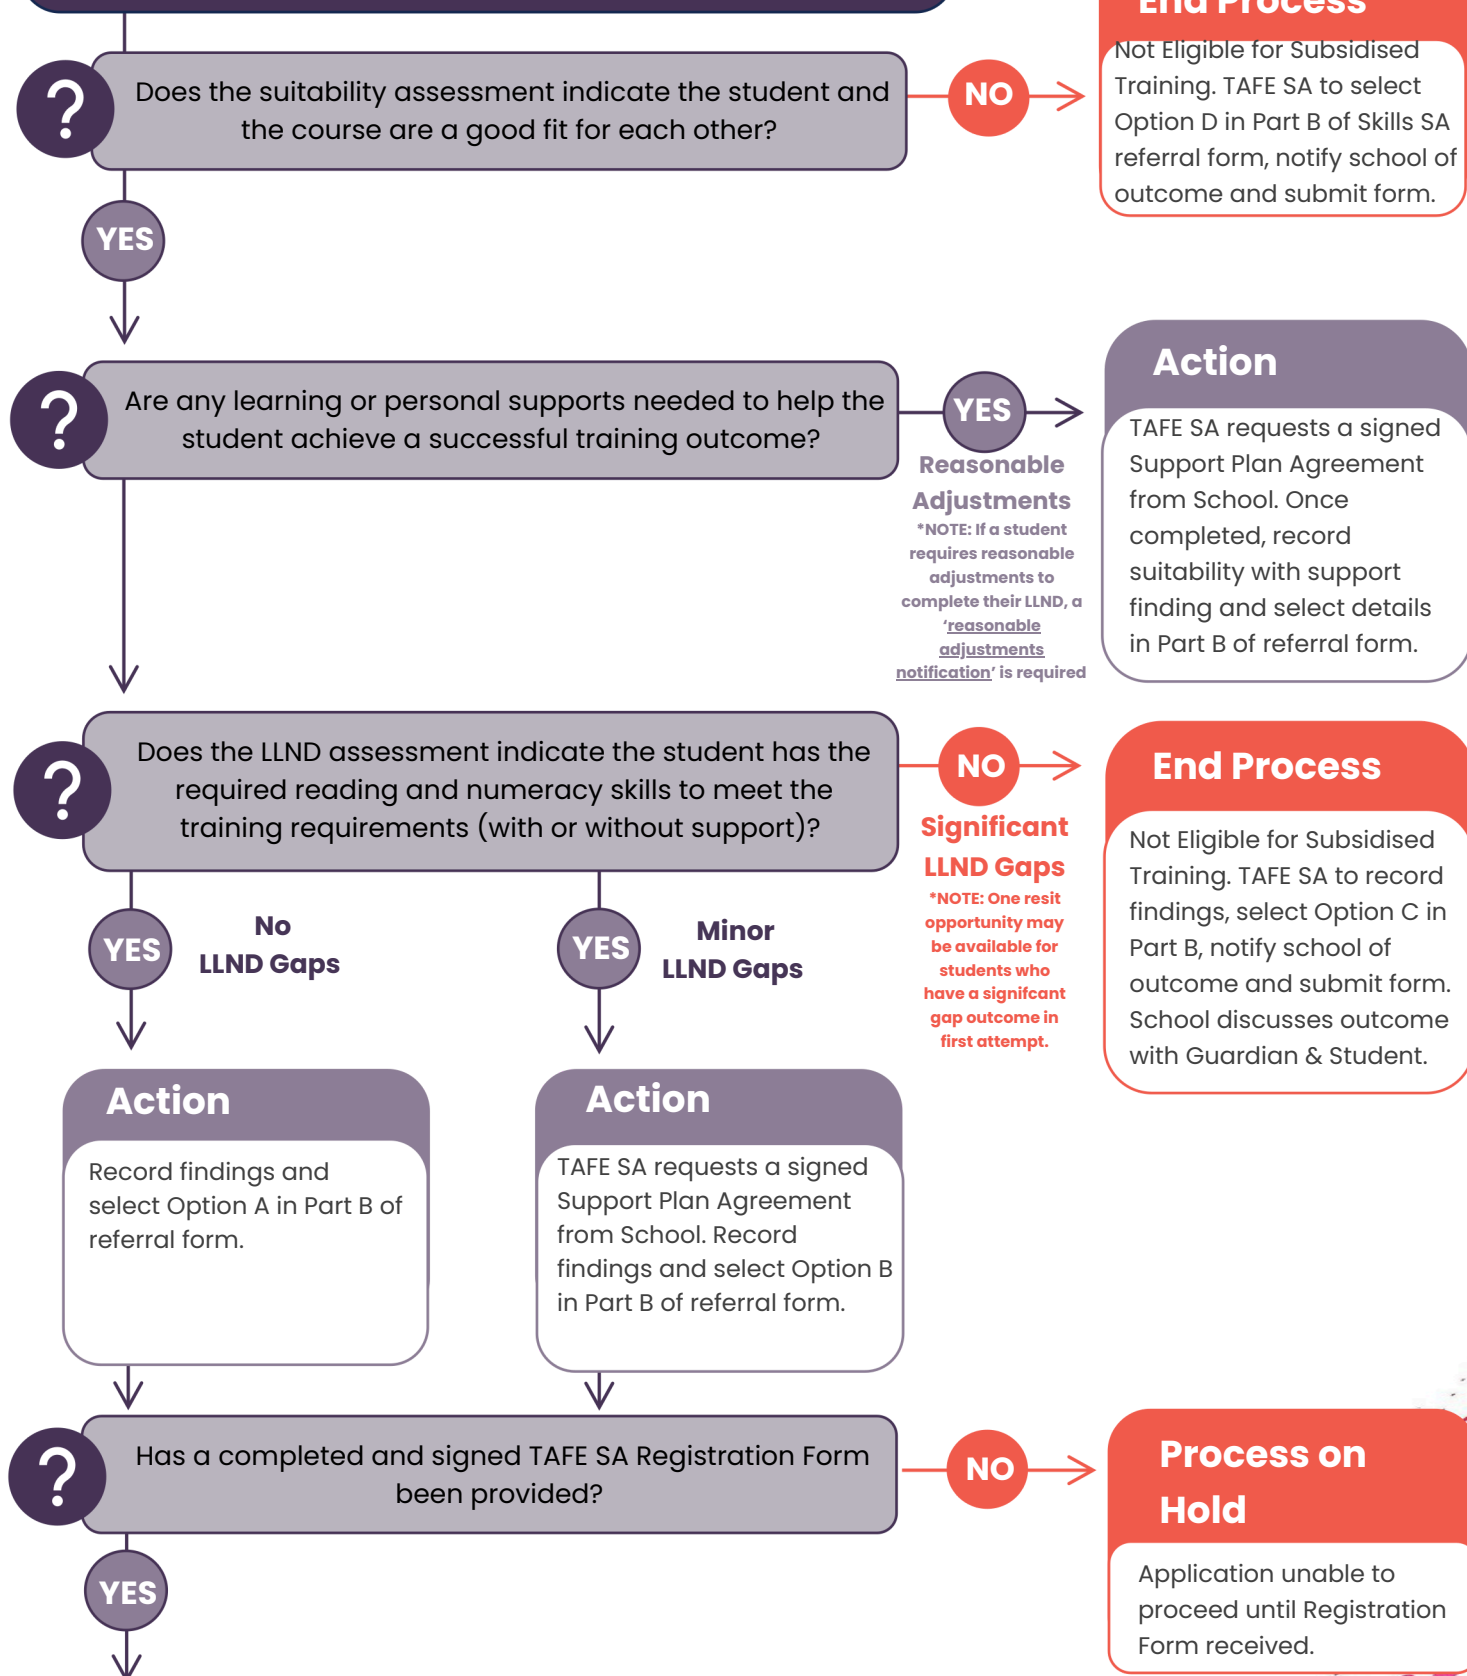 End Process
Not Eligible for Subsidised
Training. TAFE SA to select
Option D in Part B of Skills SA
referral form, notify school of
outcome and submit form.
?
Does the suitability assessment indicate the student and
the course are a good fit for each other?
NO
YES
?
Are any learning or personal supports needed to help the
student achieve a successful training outcome?
YES
Reasonable
Adjustments
*NOTE: If a student
requires reasonable
adjustments to
complete their LLND, a
‘reasonable
adjustments
notification’ is required
Action
TAFE SA requests a signed
Support Plan Agreement
from School. Once
completed, record
suitability with support
finding and select details
in Part B of referral form.
?
Does the LLND assessment indicate the student has the
required reading and numeracy skills to meet the
training requirements (with or without support)?
NO
Significant
LLND Gaps
*NOTE: One resit
opportunity may
be available for
students who
have a signifcant
gap outcome in
first attempt.
End Process
Not Eligible for Subsidised
Training. TAFE SA to record
findings, select Option C in
Part B, notify school of
outcome and submit form.
School discusses outcome
with Guardian & Student.
YES
No
LLND Gaps
YES
Minor
LLND Gaps
Action
Record findings and
select Option A in Part B of
referral form.
Action
TAFE SA requests a signed
Support Plan Agreement
from School. Record
findings and select Option B
in Part B of referral form.
?
Has a completed and signed TAFE SA Registration Form
been provided?
NO
Process on
Hold
Application unable to
proceed until Registration
Form received.
YES